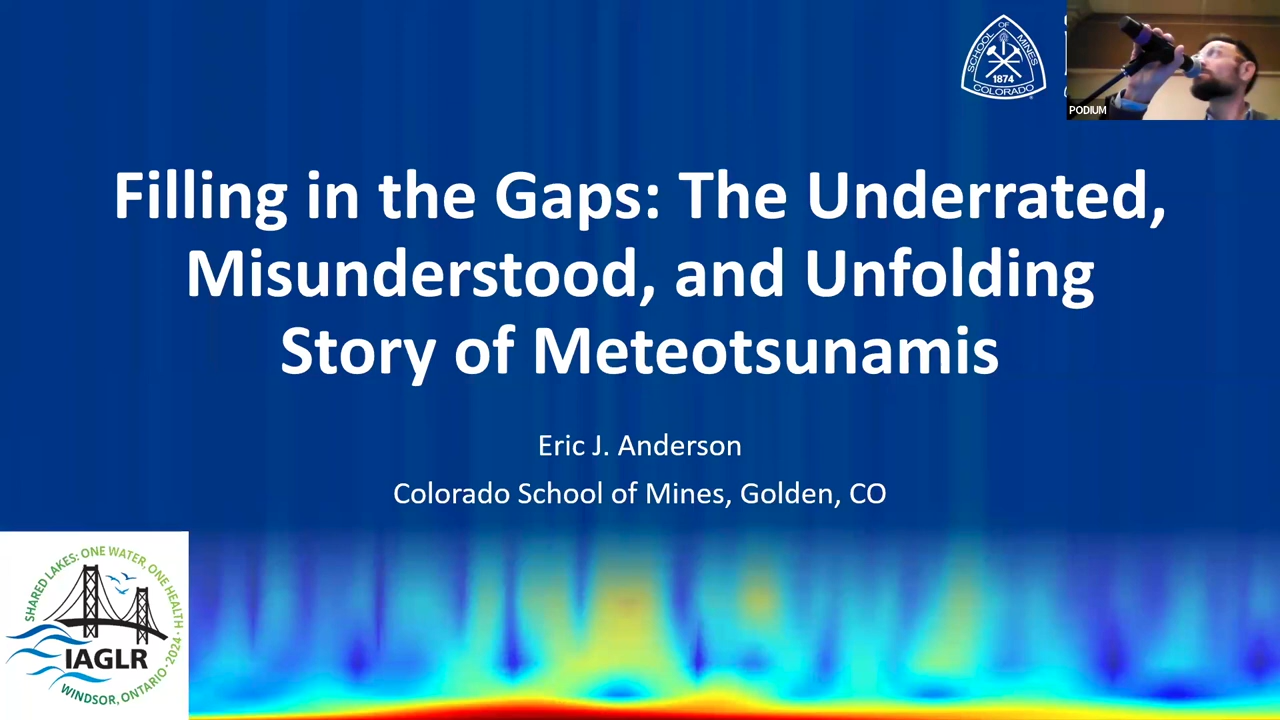 SCHOOL OF MINES
1874
COLORADO
PODIUM
Filling in the Gaps: The Underrated,
Misunderstood, and Unfolding
Story of Meteotsunamis
Eric J. Anderson
Colorado School of Mines, Golden, CO
SHARED LAKES: ONE WATER, ONE HEALTH
IAGLR
WINDSOR, ONTARIO • 2024 •